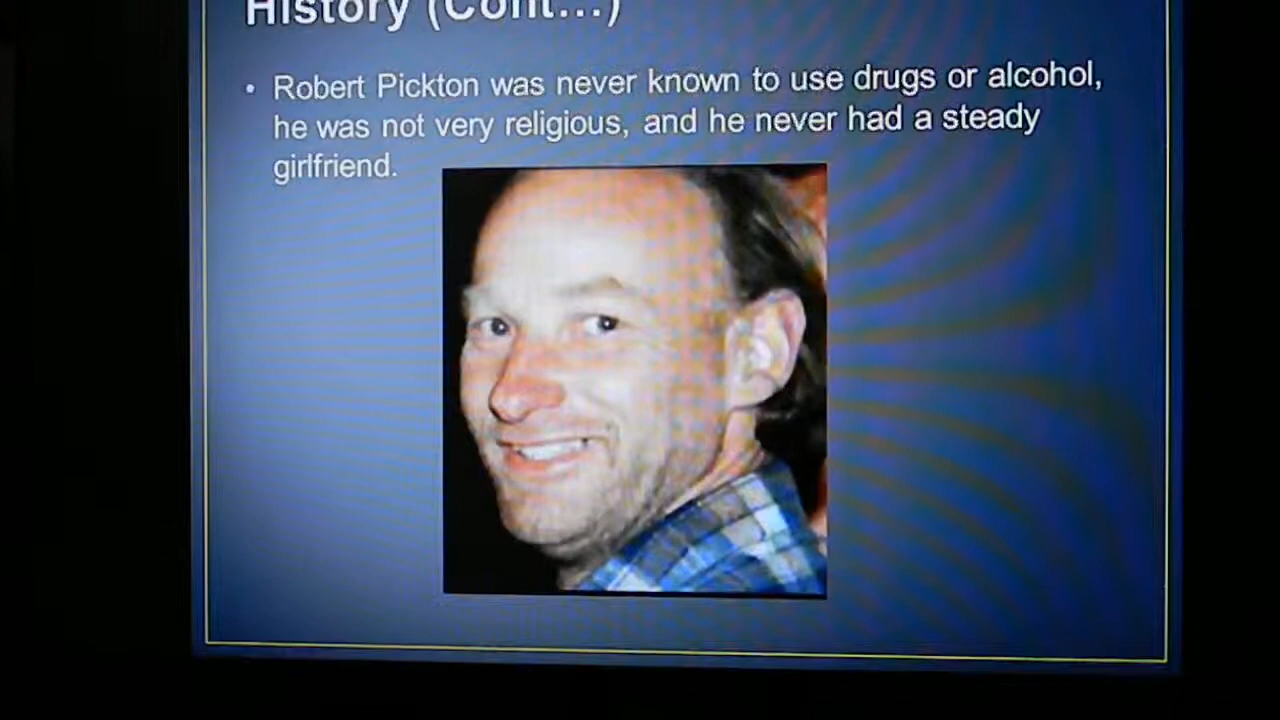 History (Cont...)
• Robert Pickton was never known to use drugs or alcohol,
he was not very religious, and he never had a steady
girlfriend.